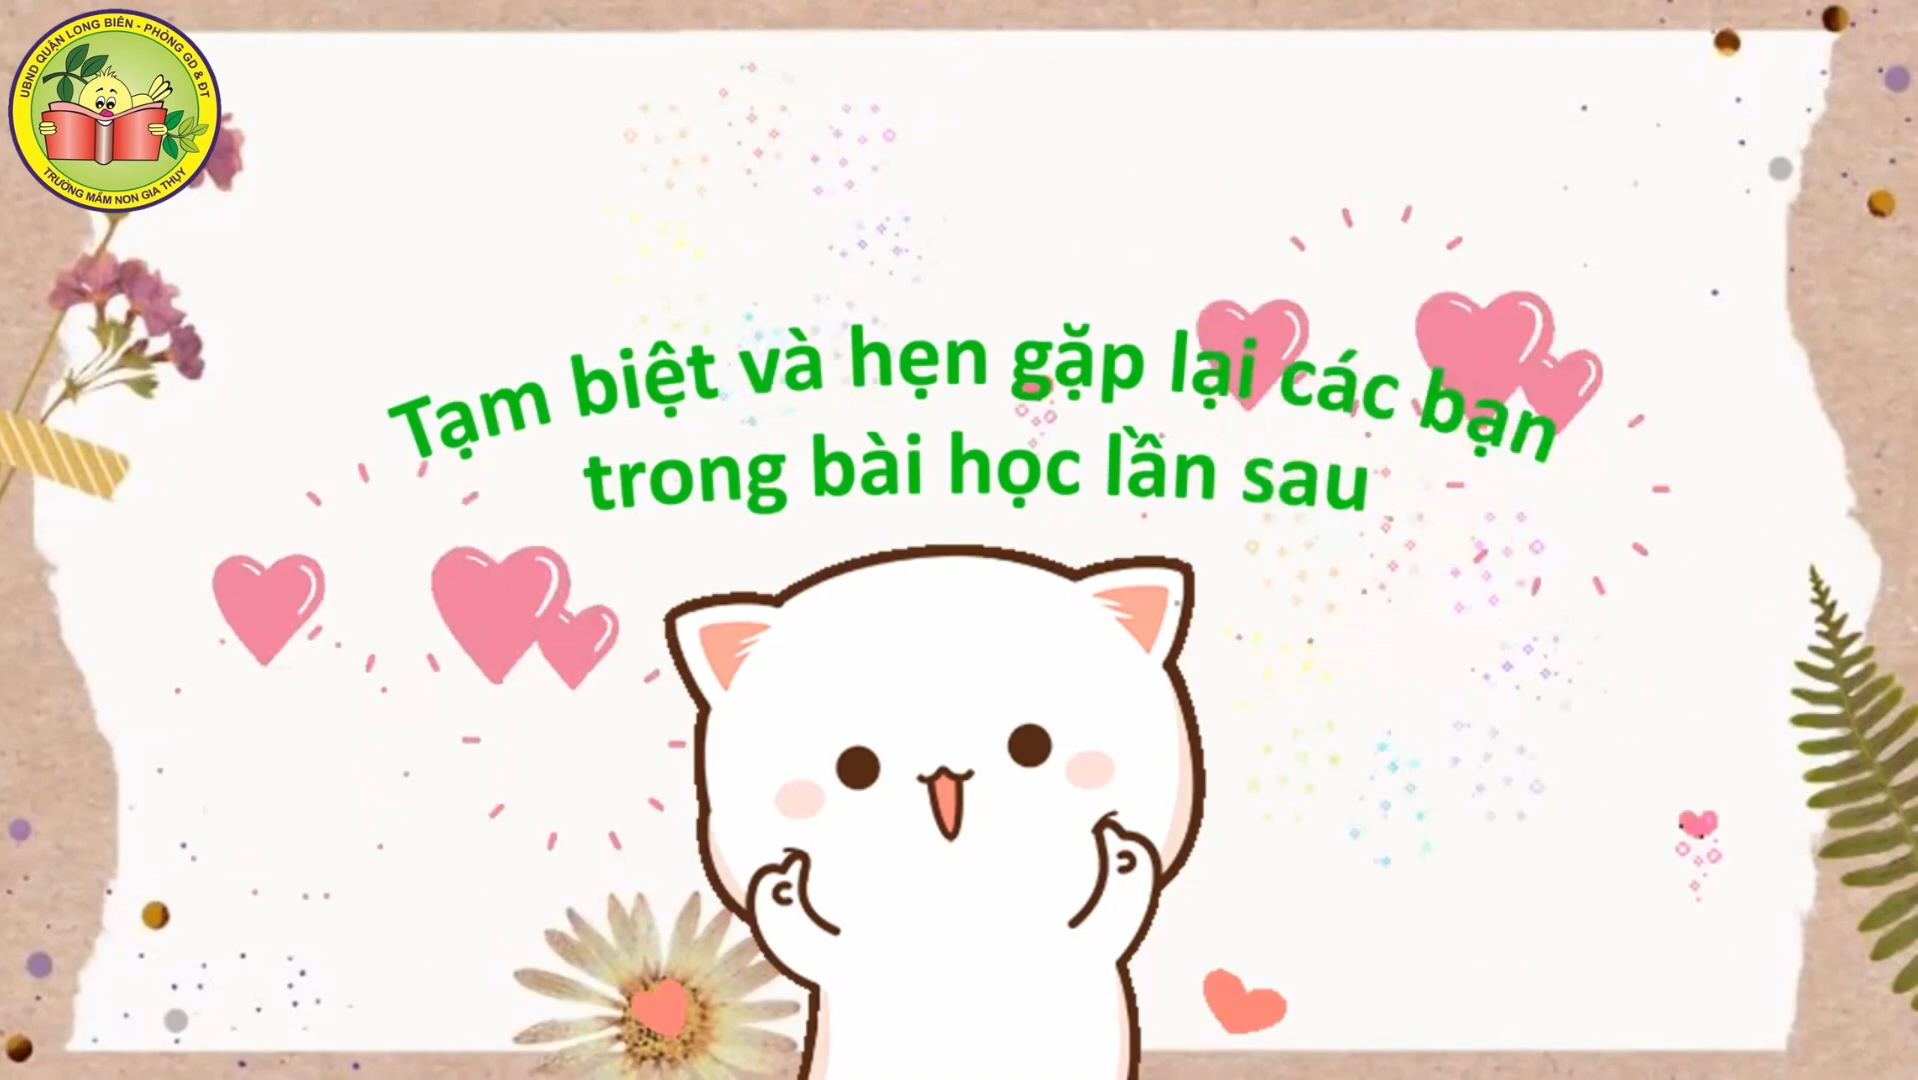 UBND QUẬN LONG BIÊN - PHÒNG GD & ĐT
TRƯỜNG MẦM NON GIA THỤY
Tạm biệt và hẹn gặp lại các bạn
trong bài học lần sau